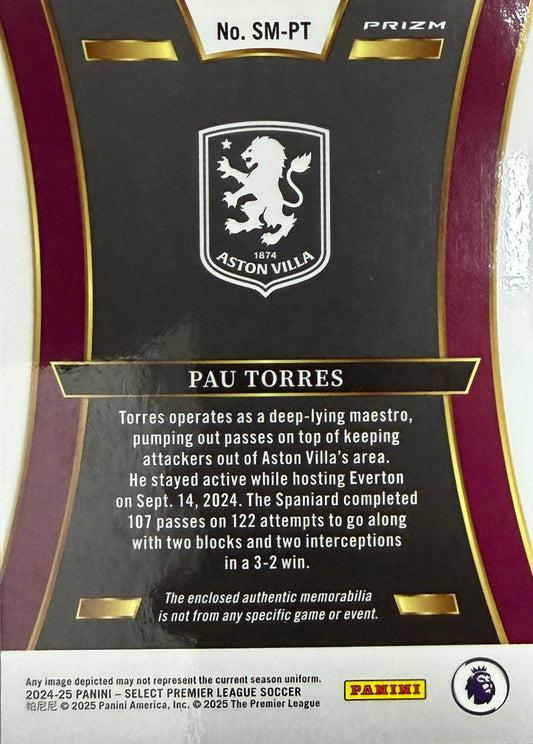 No. SM-PT
PRIZM
1874
ASTON VILLA
PAU TORRES
Torres operates as a deep-lying maestro,
pumping out passes on top of keeping
attackers out of Aston Villa's area.
He stayed active while hosting Everton
on Sept. 14, 2024. The Spaniard completed
107 passes on 122 attempts to go along
with two blocks and two interceptions
in a 3-2 win.
The enclosed authentic memorabilia
is not from any specific game or event.
Any image depicted may not represent the current season uniform.
2024-25 PANINI – SELECT PREMIER LEAGUE SOCCER
帕尼尼 © 2025 Panini America, Inc. © 2025 The Premier League
PANINI